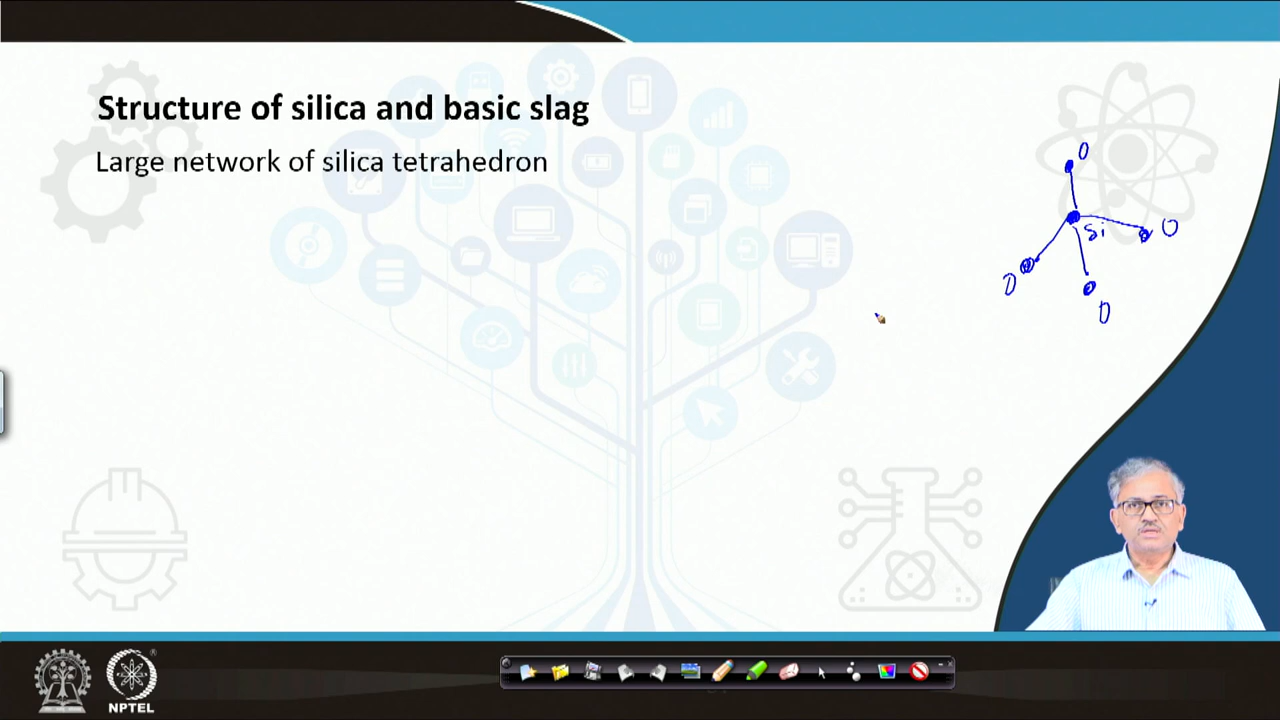 Structure of silica and basic slag
Large network of silica tetrahedron
O
Si
O
O
O
NPTEL